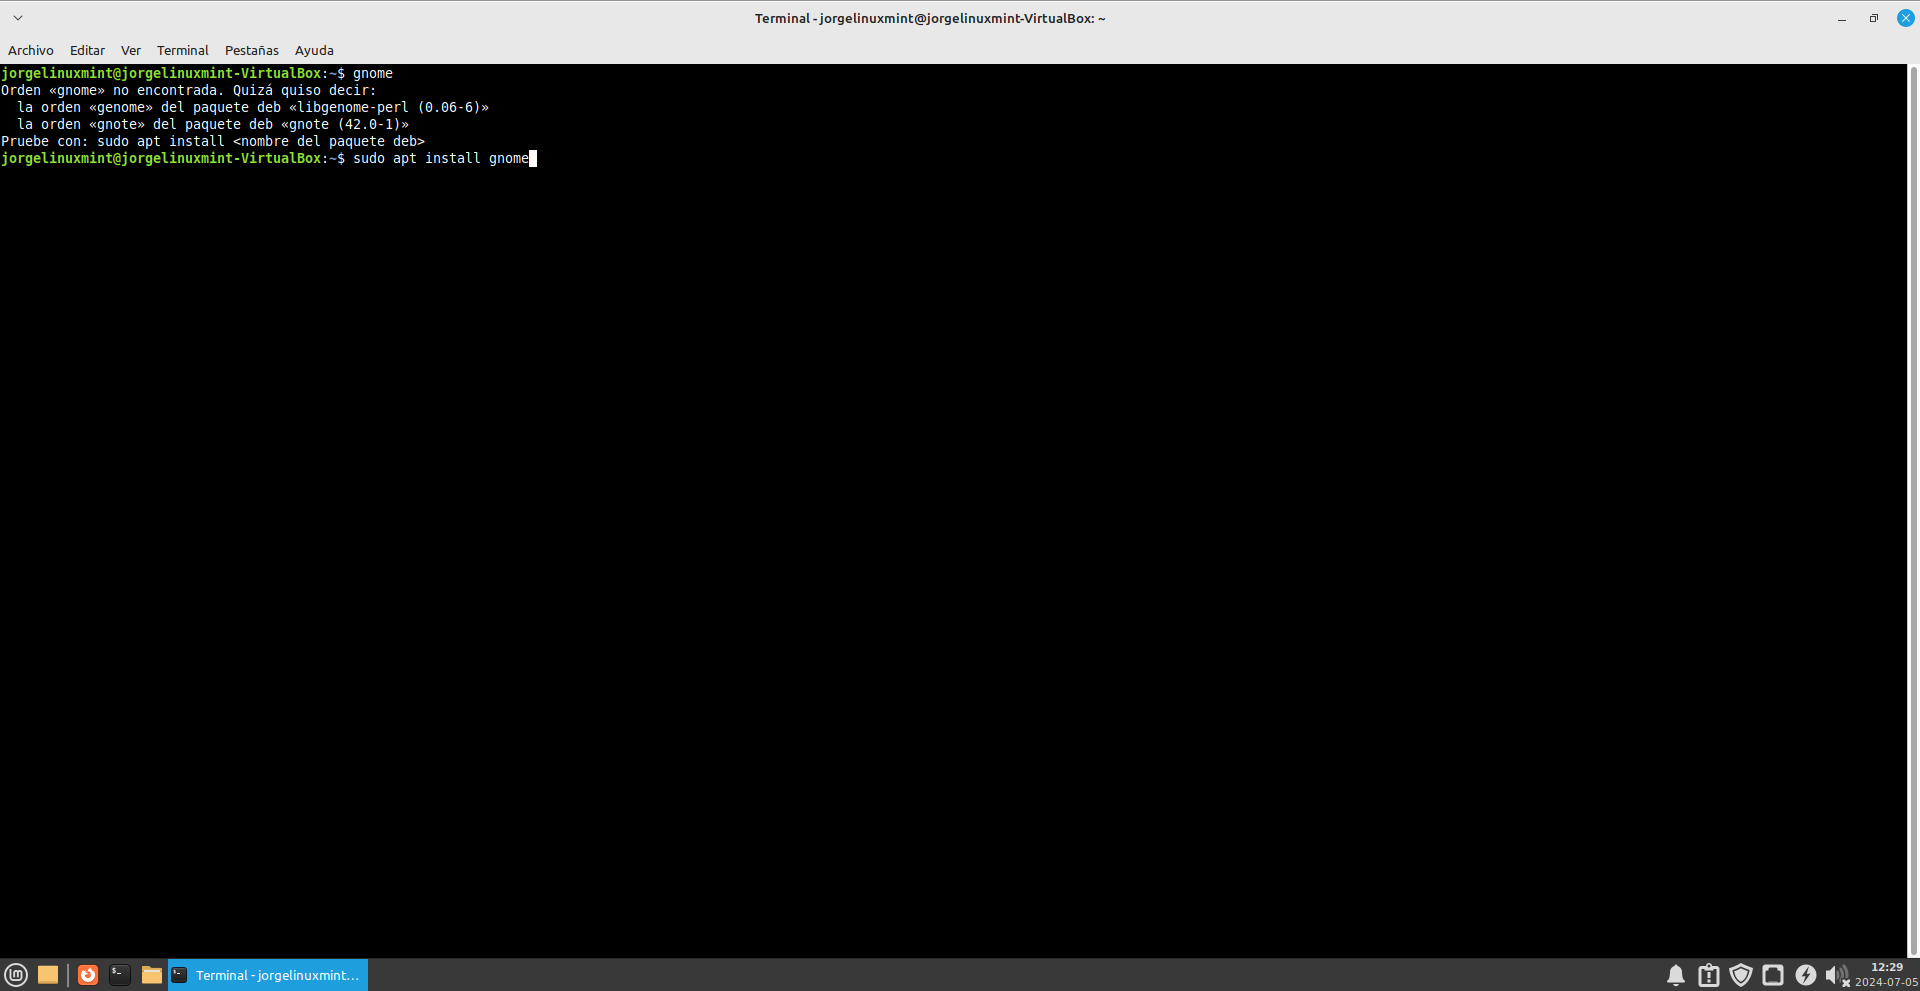 Terminal - jorgelinuxmint@jorgelinuxmint-VirtualBox: ~
Archivo Editar Ver Terminal Pestañas Ayuda
jorgelinuxmint@jorgelinuxmint-VirtualBox:~$ gnome
Orden «gnome» no encontrada. Quizá quiso decir:
  la orden «genome» del paquete deb «libgenome-perl (0.06-6)»
  la orden «gnote» del paquete deb «gnote (42.0-1)»
Pruebe con: sudo apt install <nombre del paquete deb>
jorgelinuxmint@jorgelinuxmint-VirtualBox:~$ sudo apt install gnome
Terminal - jorgelinuxmint...
12:29
2024-07-05